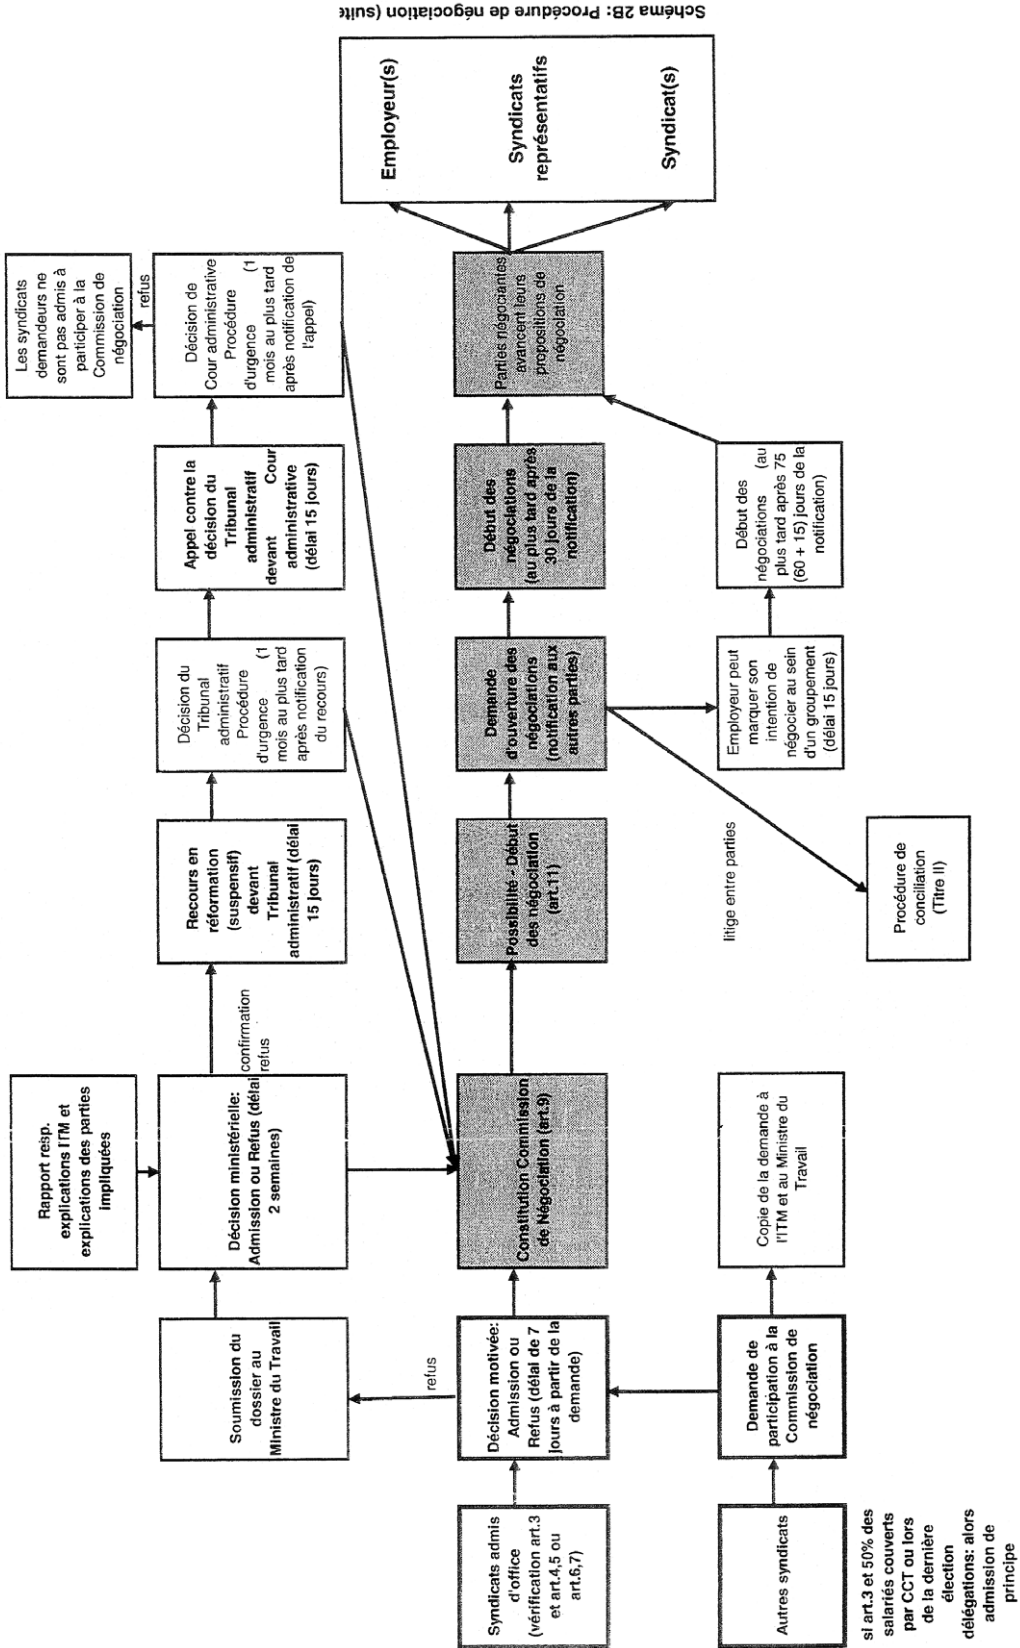 Schéma 2B: Procédure de négociation (suite
Rapport resp.
explications ITM et
explications des parties
impliquées
Les syndicats
demandeurs ne
sont pas admis à
participer à la
Commission de
négociation
refus
Soumission du
dossier au
Ministre du Travail
Décision ministérielle:
Admission ou Refus (délai
2 semaines)
confirmation
refus
Recours en
réformation
(suspensif)
devant
Tribunal
administratif (délai
15 jours)
Décision du
Tribunal
administratif
Procédure
d'urgence (1
mois au plus tard
après notification
du recours)
Appel contre la
décision du
Tribunal
administratif
devant Cour
administrative
(délai 15 jours)
Décision de
Cour administrative
Procédure
d'urgence (1
mois au plus tard
après notification de
l'appel)
refus
Syndicats admis
d'office
(vérification art.3
et art.4,5 ou
art.6,7)
Décision motivée:
Admission ou
Refus (délai de 7
jours à partir de la
demande)
Constitution Commission
de Négociation (art.9)
Possibilité - Début
des négociation
(art.11)
Demande
d'ouverture des
négociations
(notification aux
autres parties)
Début des
négociations
(au plus tard après
30 jours de la
notification)
Parties négociantes
avancent leurs
propositions de
négociation
Employeur(s)
Syndicats
représentatifs
Syndicat(s)
Autres syndicats
Demande de
participation à la
Commission de
négociation
Copie de la demande à
l'ITM et au Ministre du
Travail
litige entre parties
Employeur peut
marquer son
intention de
négocier au sein
d'un groupement
(délai 15 jours)
Début des
négociations (au
plus tard après 75
(60 + 15) jours de la
notification)
Procédure de
conciliation
(Titre II)
si art.3 et 50% des
salariés couverts
par CCT ou lors
de la dernière
élection
délégations: alors
admission de
principe